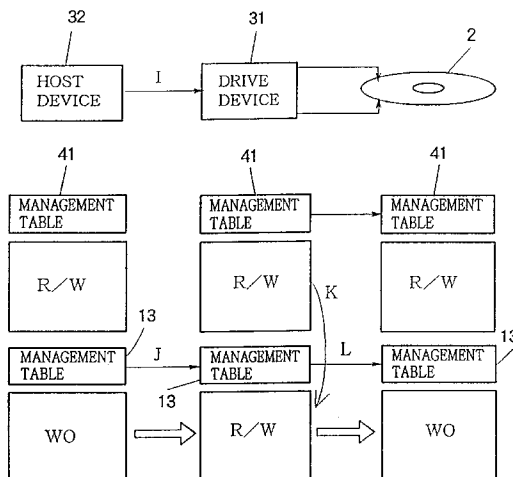 32
31
2
HOST DEVICE
I
DRIVE DEVICE
41
41
41
MANAGEMENT TABLE
MANAGEMENT TABLE
MANAGEMENT TABLE
R/W
R/W
K
R/W
13
J
L
13
MANAGEMENT TABLE
13
MANAGEMENT TABLE
MANAGEMENT TABLE
WO
R/W
WO